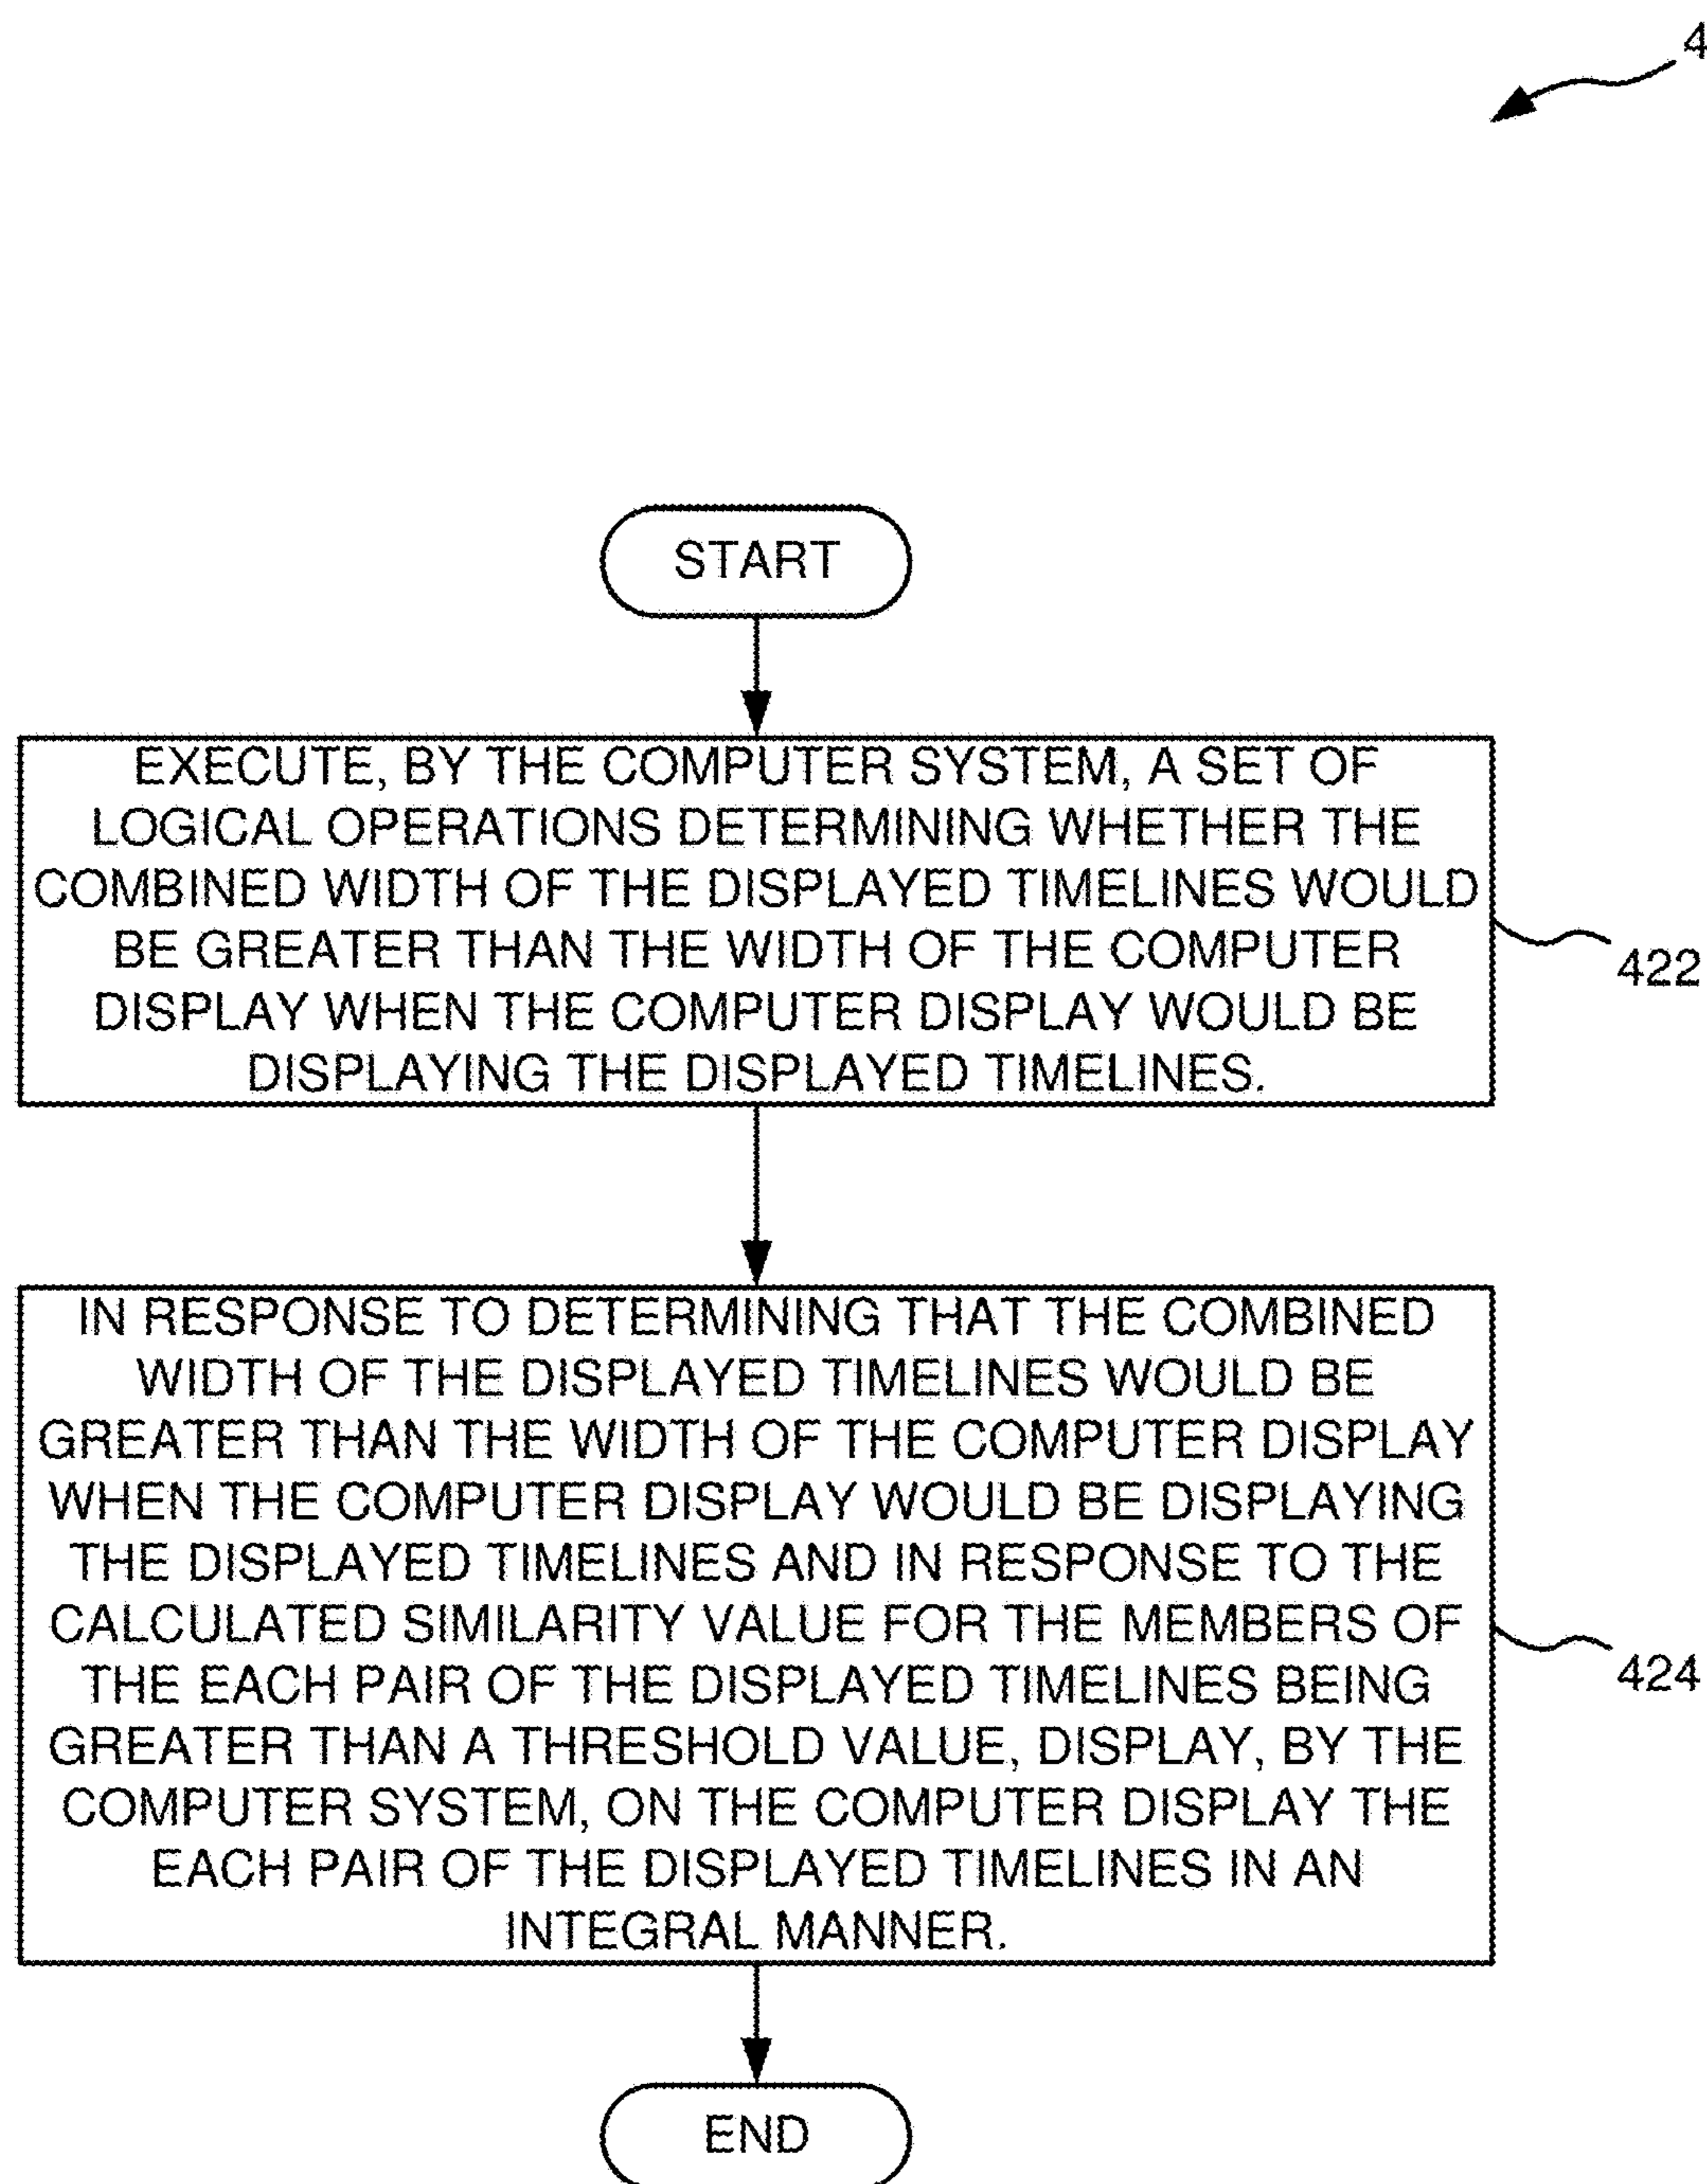 4
START
EXECUTE, BY THE COMPUTER SYSTEM, A SET OF
LOGICAL OPERATIONS DETERMINING WHETHER THE
COMBINED WIDTH OF THE DISPLAYED TIMELINES WOULD
BE GREATER THAN THE WIDTH OF THE COMPUTER
DISPLAY WHEN THE COMPUTER DISPLAY WOULD BE
DISPLAYING THE DISPLAYED TIMELINES.
422
IN RESPONSE TO DETERMINING THAT THE COMBINED
WIDTH OF THE DISPLAYED TIMELINES WOULD BE
GREATER THAN THE WIDTH OF THE COMPUTER DISPLAY
WHEN THE COMPUTER DISPLAY WOULD BE DISPLAYING
THE DISPLAYED TIMELINES AND IN RESPONSE TO THE
CALCULATED SIMILARITY VALUE FOR THE MEMBERS OF
THE EACH PAIR OF THE DISPLAYED TIMELINES BEING
GREATER THAN A THRESHOLD VALUE, DISPLAY, BY THE
COMPUTER SYSTEM, ON THE COMPUTER DISPLAY THE
EACH PAIR OF THE DISPLAYED TIMELINES IN AN
INTEGRAL MANNER.
424
END